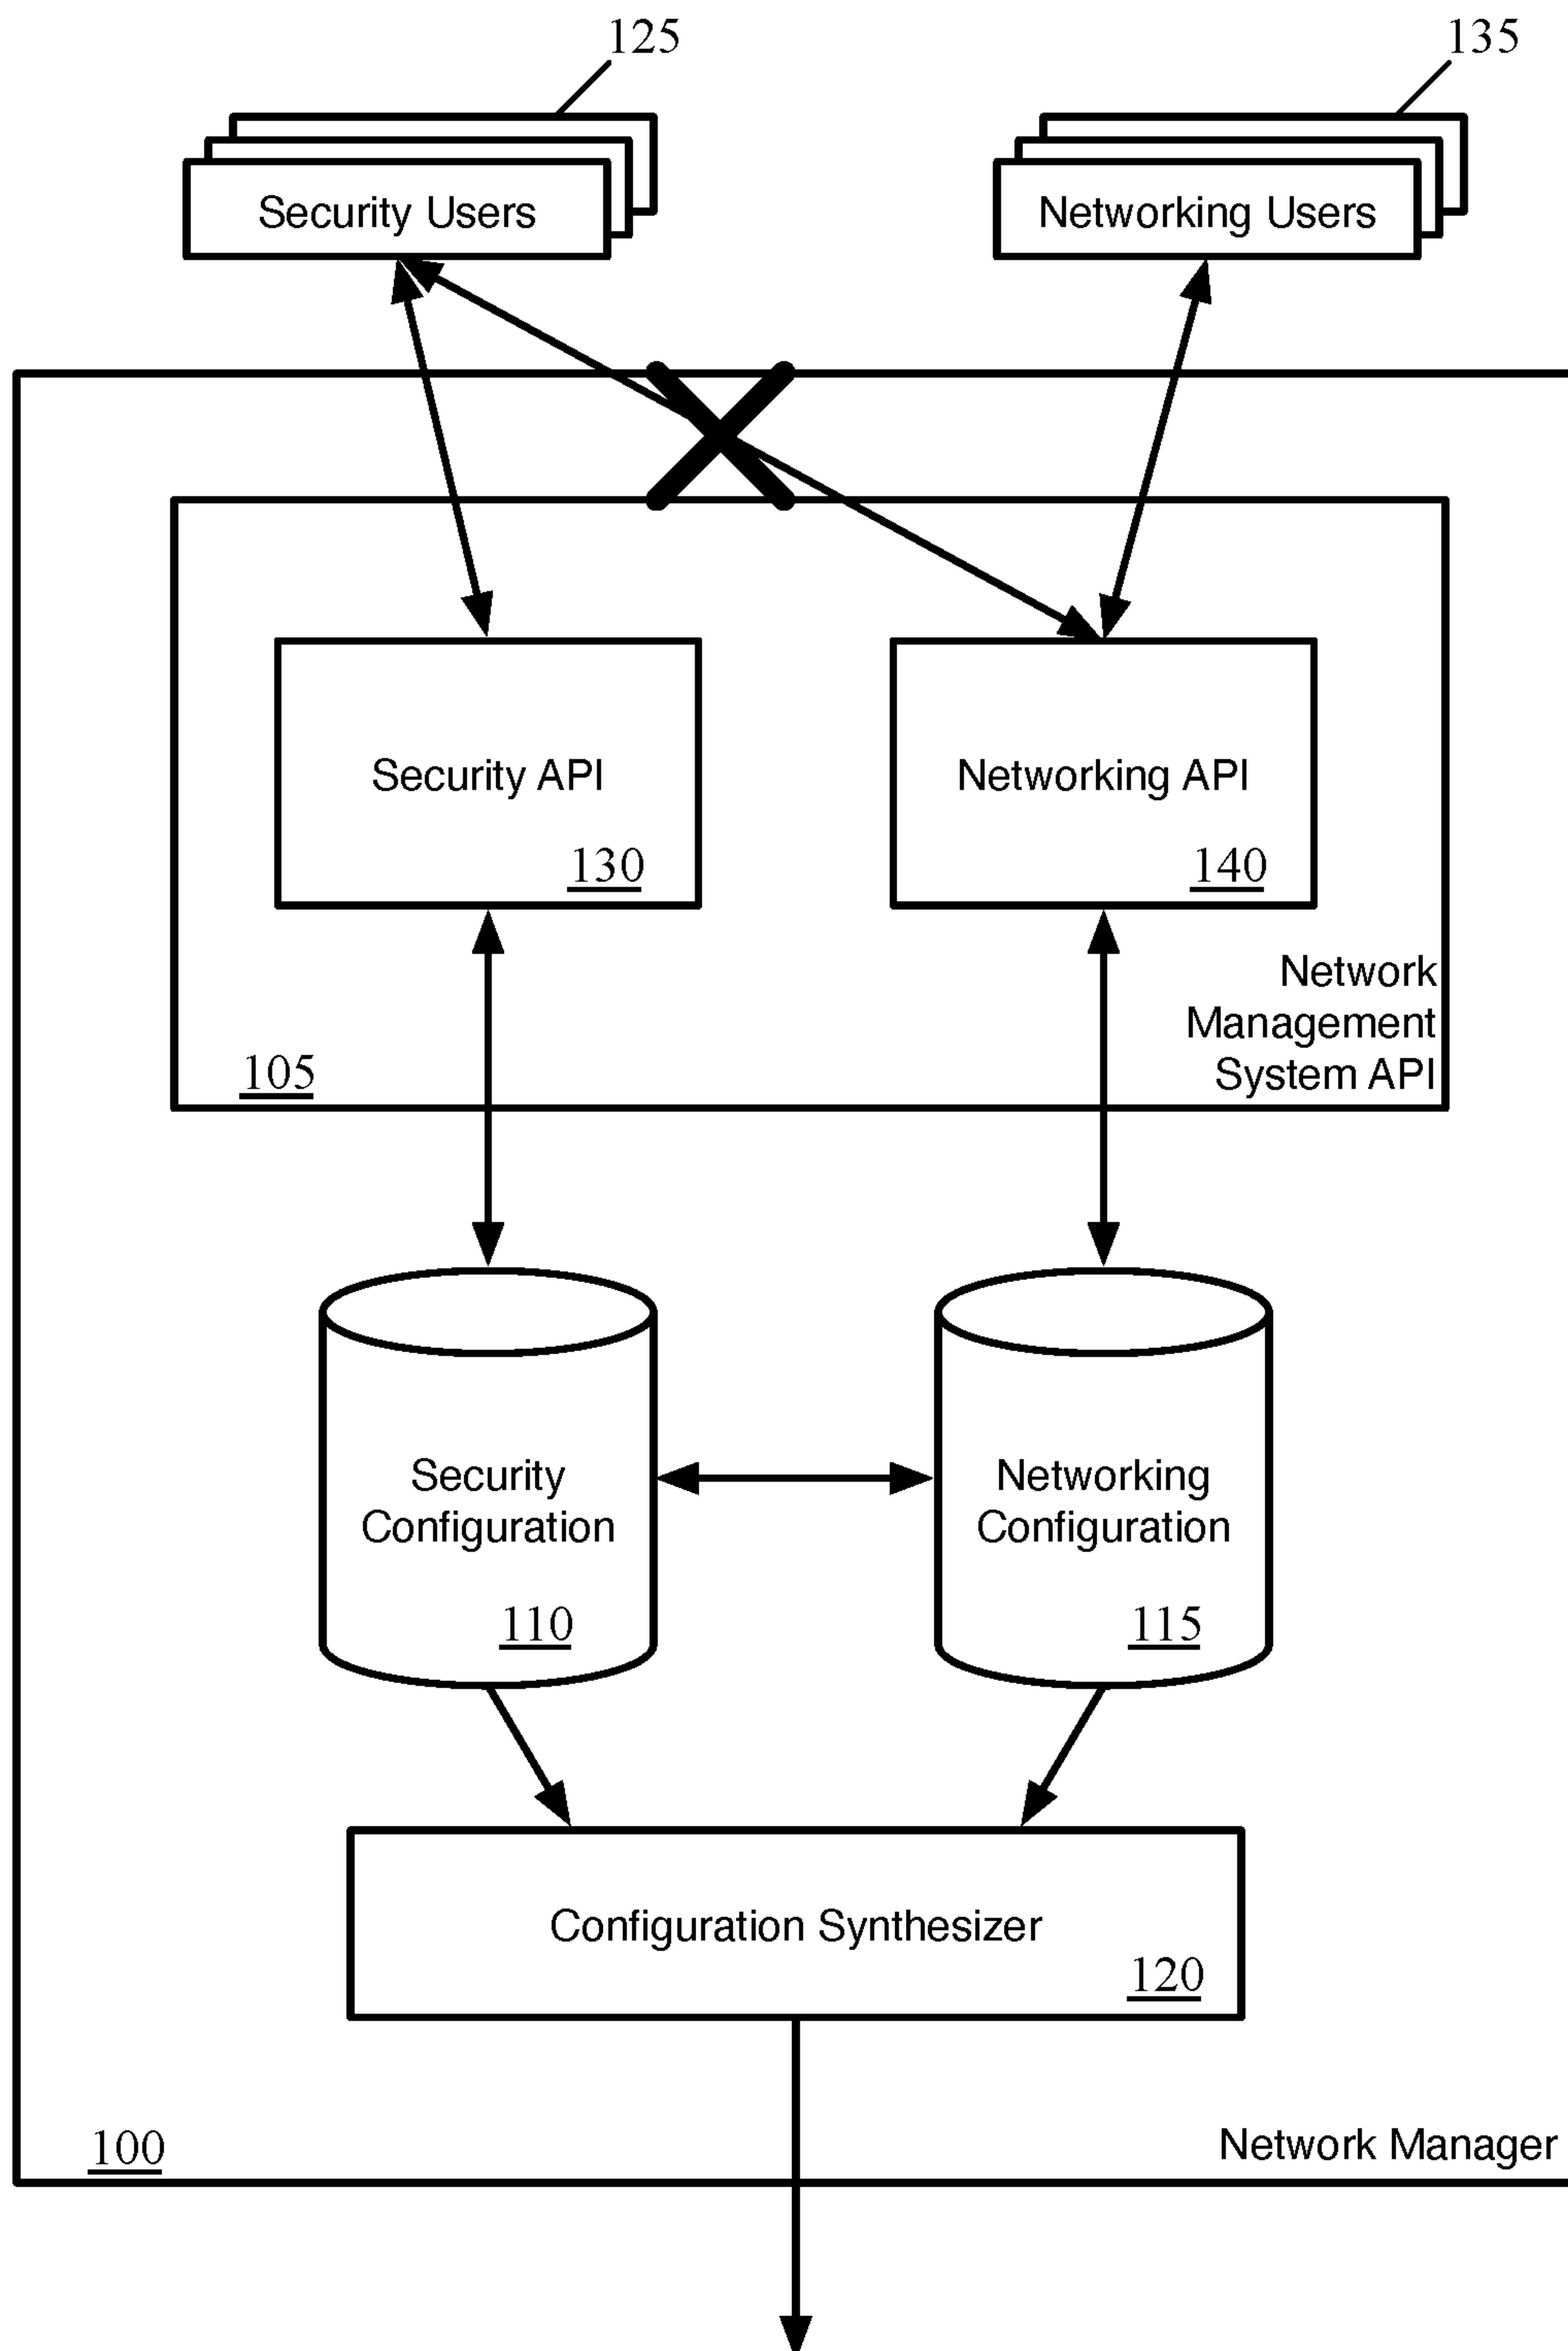 125
135
Security Users
Networking Users
Security API
130
Networking API
140
Network
Management
System API
105
Security
Configuration
110
Networking
Configuration
115
Configuration Synthesizer
120
100
Network Manager